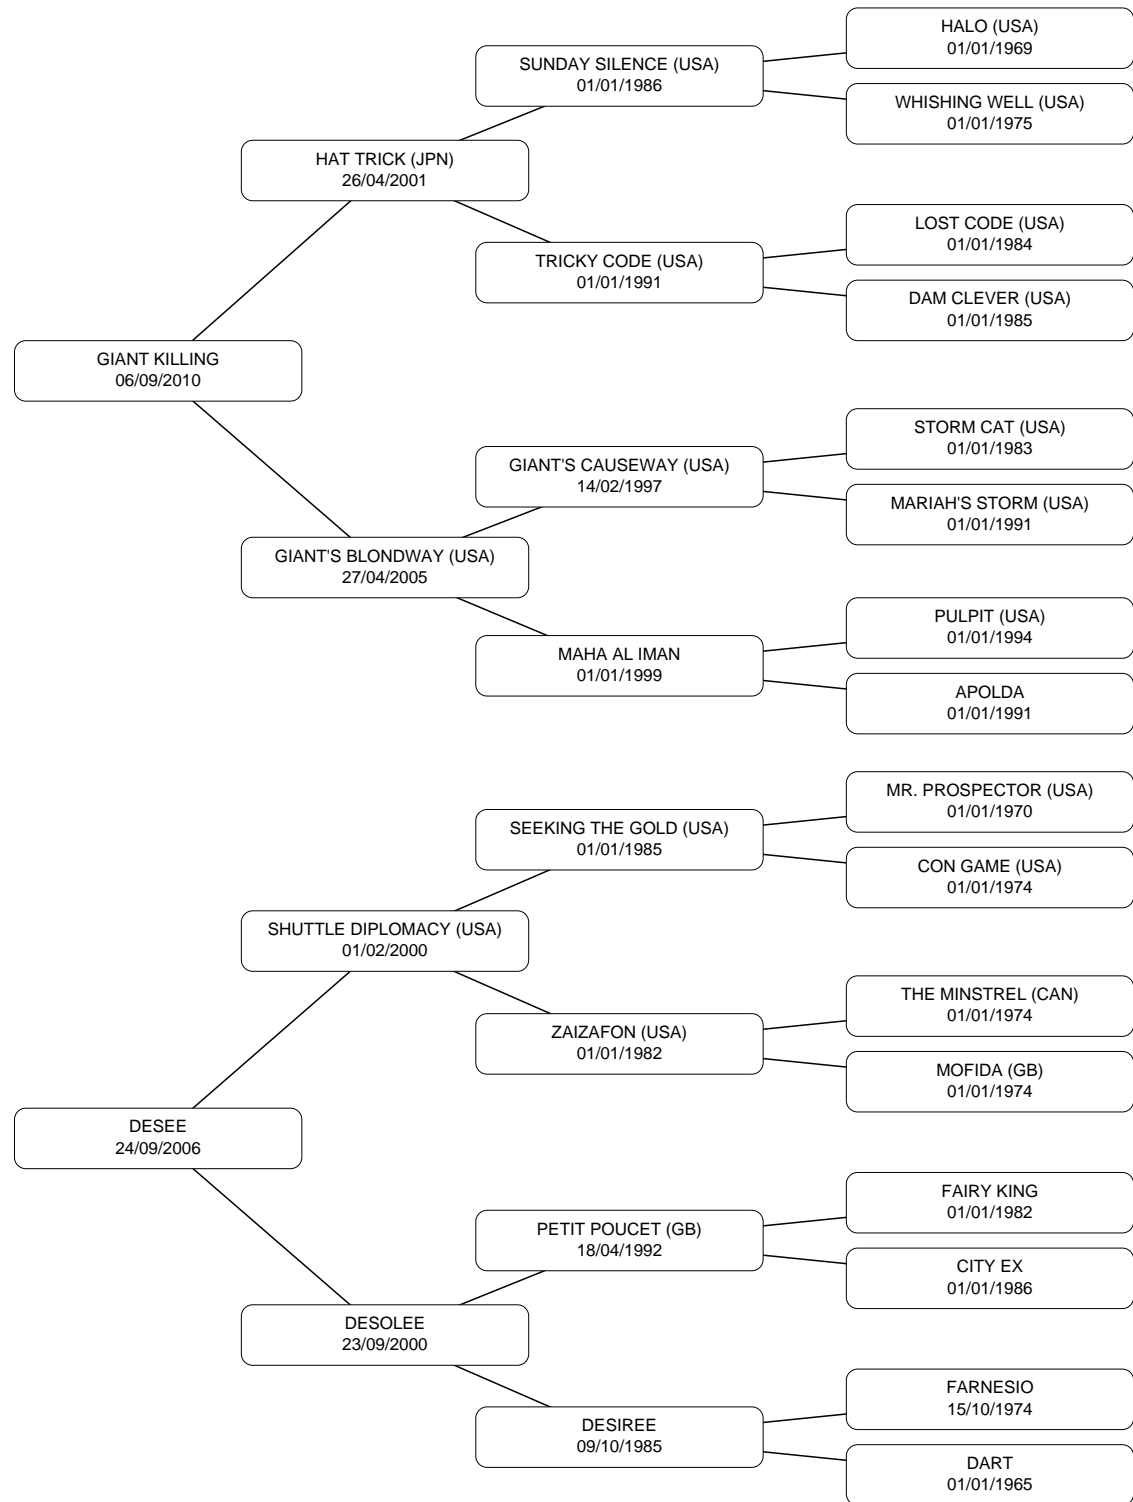 HALO (USA)
01/01/1969
SUNDAY SILENCE (USA)
01/01/1986
WHISHING WELL (USA)
01/01/1975
HAT TRICK (JPN)
26/04/2001
LOST CODE (USA)
01/01/1984
TRICKY CODE (USA)
01/01/1991
DAM CLEVER (USA)
01/01/1985
GIANT KILLING
06/09/2010
STORM CAT (USA)
01/01/1983
GIANT'S CAUSEWAY (USA)
14/02/1997
MARIAH'S STORM (USA)
01/01/1991
GIANT'S BLONDWAY (USA)
27/04/2005
PULPIT (USA)
01/01/1994
MAHA AL IMAN
01/01/1999
APOLDA
01/01/1991
MR. PROSPECTOR (USA)
01/01/1970
SEEKING THE GOLD (USA)
01/01/1985
CON GAME (USA)
01/01/1974
SHUTTLE DIPLOMACY (USA)
01/02/2000
THE MINSTREL (CAN)
01/01/1974
ZAIZAFON (USA)
01/01/1982
MOFIDA (GB)
01/01/1974
DESEE
24/09/2006
FAIRY KING
01/01/1982
PETIT POUCET (GB)
18/04/1992
CITY EX
01/01/1986
DESOLEE
23/09/2000
FARNESIO
15/10/1974
DESIREE
09/10/1985
DART
01/01/1965